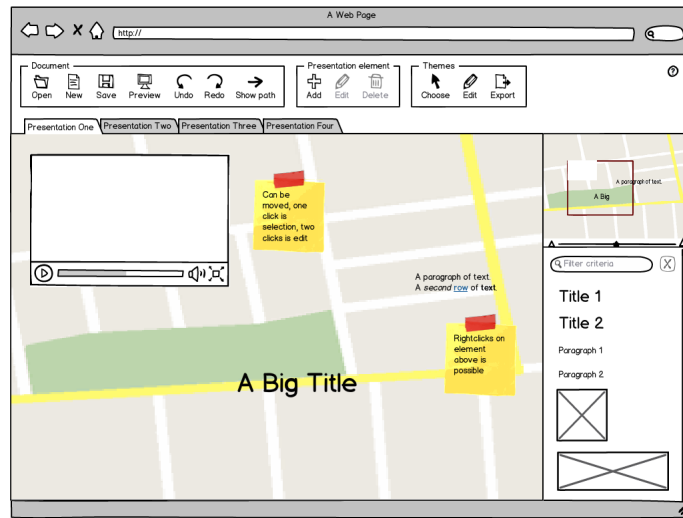 A Web Page
http://
Document
Presentation element
Themes
Open New Save Preview Undo Redo Show path
Add Edit Delete
Choose Edit Export
?
Presentation One
Presentation Two
Presentation Three
Presentation Four
Can be
moved, one
click is
selection, two
clicks is edit
A paragraph of text.
A second row of text.
Rightclicks on
element
above is
possible
A Big Title
A paragraph of text.
A Big
Filter criteria
X
Title 1
Title 2
Paragraph 1
Paragraph 2